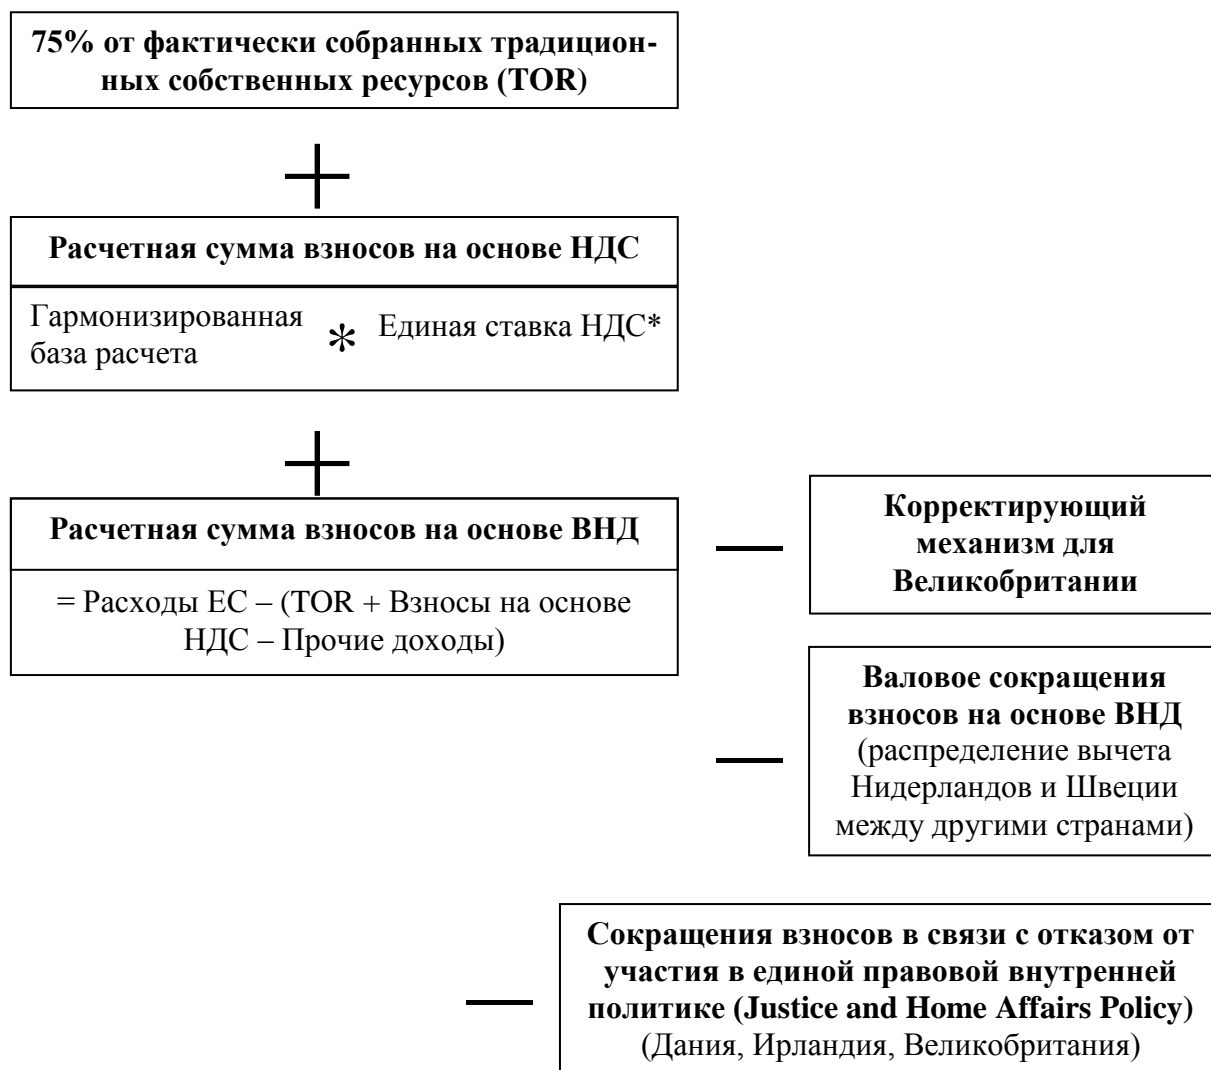 75% от фактически собранных традицион-
ных собственных ресурсов (TOR)
+
Расчетная сумма взносов на основе НДС
Гармонизированная
база расчета
*
Единая ставка НДС*
+
Расчетная сумма взносов на основе ВНД
= Расходы ЕС – (TOR + Взносы на основе
НДС – Прочие доходы)
—
Корректирующий
механизм для
Великобритании
—
Валовое сокращения
взносов на основе ВНД
(распределение вычета
Нидерландов и Швеции
между другими странами)
—
Сокращения взносов в связи с отказом от
участия в единой правовой внутренней
политике (Justice and Home Affairs Policy)
(Дания, Ирландия, Великобритания)